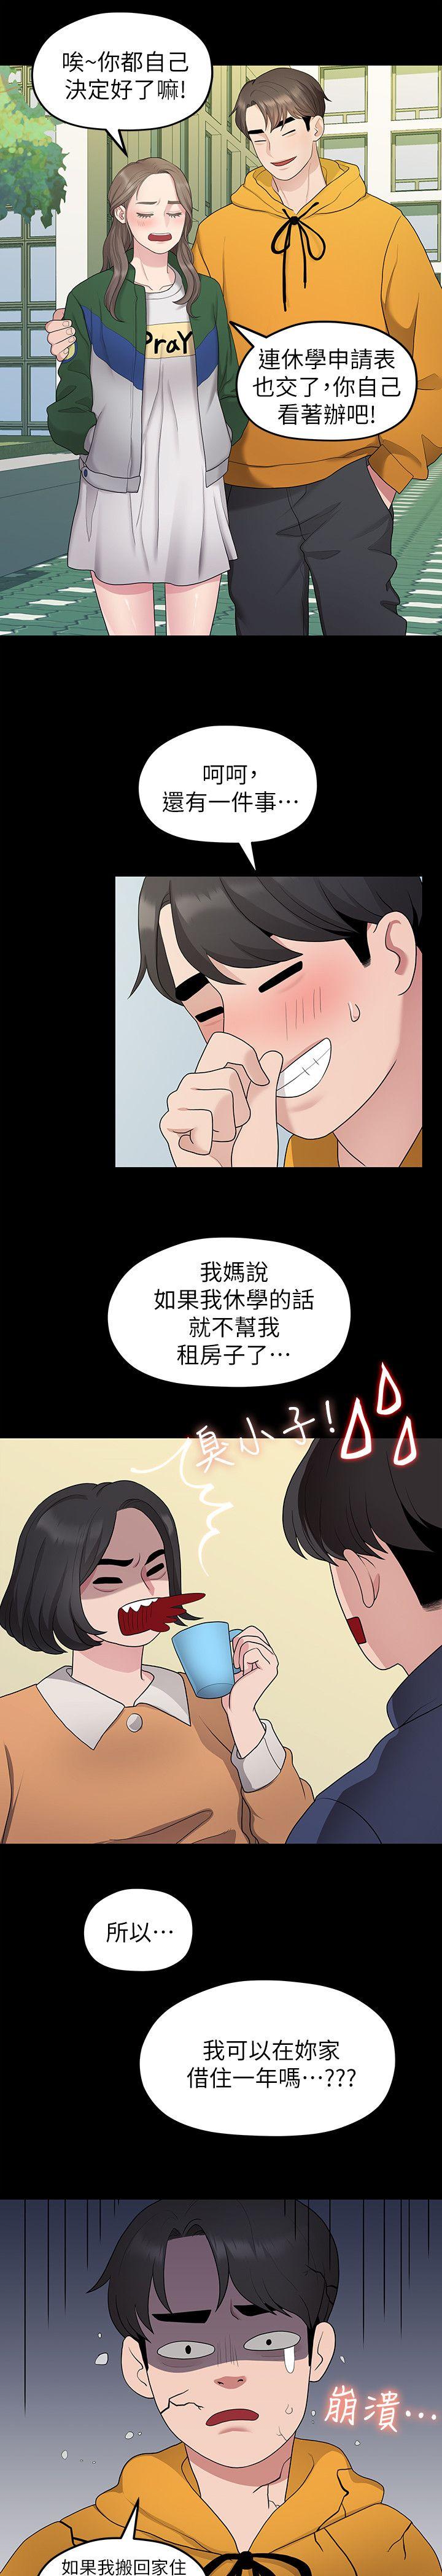 唉~你都自己
決定好了嘛!
PraY
連休學申請表
也交了,你自己
看著辦吧!
呵呵,
還有一件事…
我媽說
如果我休學的話
就不幫我
租房子了…
臭小子!
所以…
我可以在妳家
借住一年嗎…???
崩潰…
如果我搬回家住